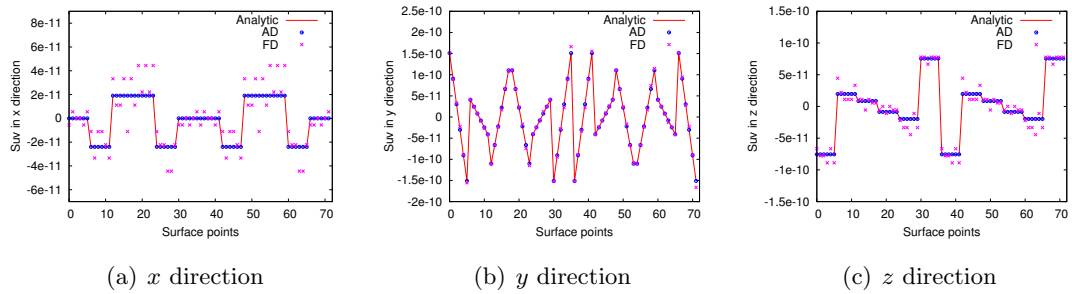 8e-11
6e-11
4e-11
2e-11
0
-2e-11
-4e-11
-6e-11
0 10 20 30 40 50 60 70
Suv in x direction
Surface points
Analytic
AD
FD
(a) x direction
2.5e-10
2e-10
1.5e-10
1e-10
5e-11
0
-5e-11
-1e-10
-1.5e-10
-2e-10
0 10 20 30 40 50 60 70
Suv in y direction
Surface points
Analytic
AD
FD
(b) y direction
1.5e-10
1e-10
5e-11
0
-5e-11
-1e-10
-1.5e-10
0 10 20 30 40 50 60 70
Suv in z direction
Surface points
Analytic
AD
FD
(c) z direction